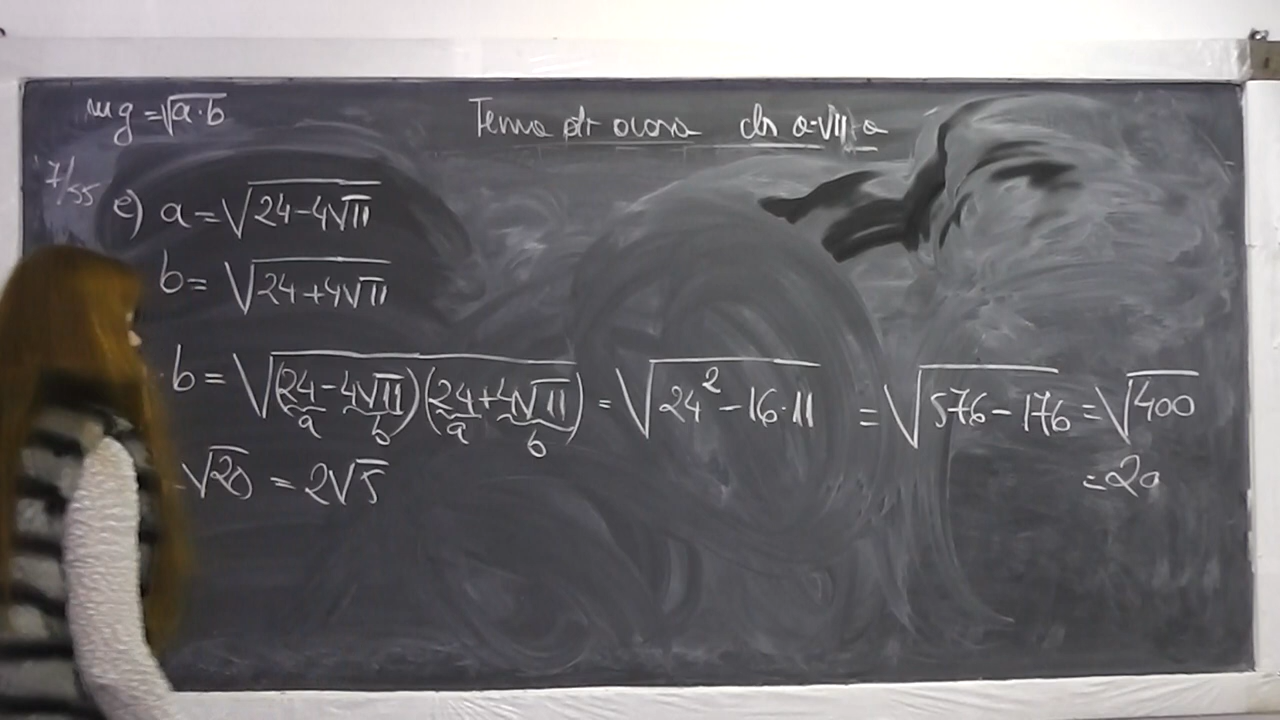 mg = √a·b
Tema de acasă cls a-VII-a
7/55 e) a = √24-4√11
b = √24+4√11
·b = √(24-4√11)(24+4√11) = √24² - 16·11 = √576-176 = √400
a b a b
√20 = 2√5 = 20